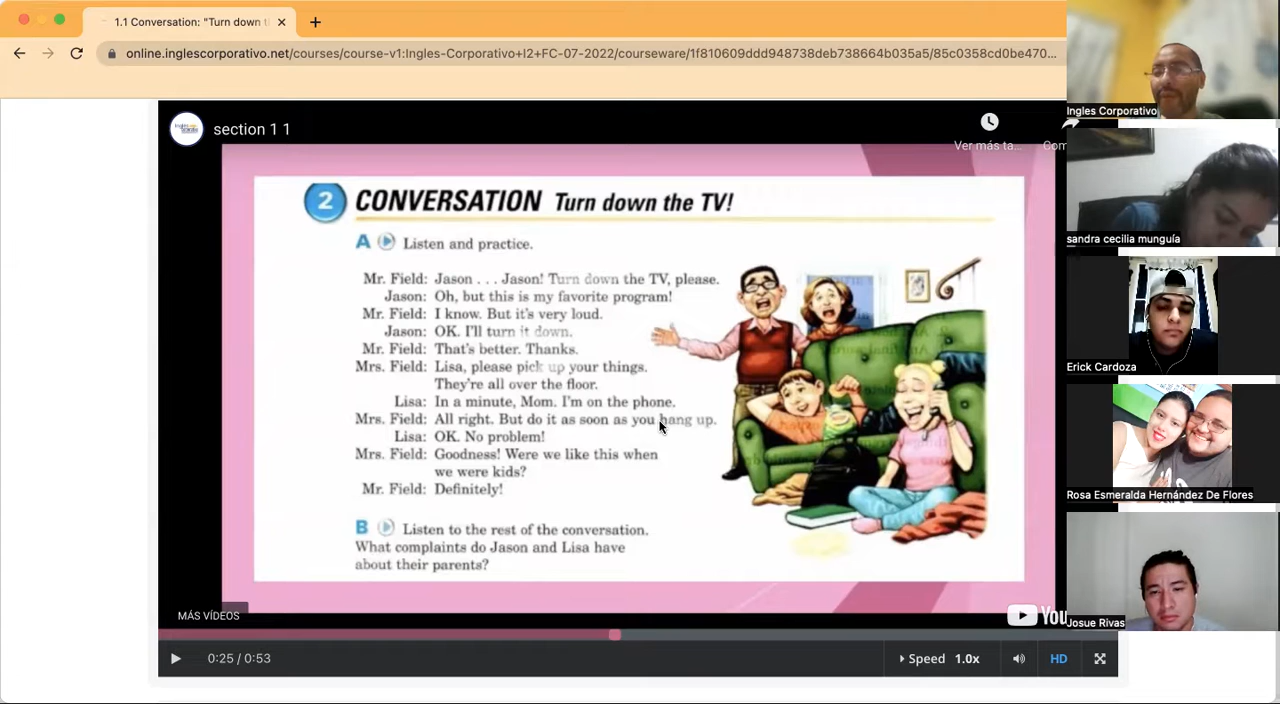 1.1 Conversation: "Turn down t
online.inglescorporativo.net/courses/course-v1:Ingles-Corporativo+I2+FC-07-2022/courseware/1f810609dd948738deb738664b035a5/85c0358cd0be470...
section 1 1
Ver más ta...
Com
2 CONVERSATION Turn down the TV!
A Listen and practice.
Mr. Field: Jason . . . Jason! Turn down the TV, please.
Jason: Oh, but this is my favorite program!
Mr. Field: I know. But it's very loud.
Jason: OK. I'll turn it down.
Mr. Field: That's better. Thanks.
Mrs. Field: Lisa, please pick up your things.
They're all over the floor.
Lisa: In a minute, Mom. I'm on the phone.
Mrs. Field: All right. But do it as soon as you hang up.
Lisa: OK. No problem!
Mrs. Field: Goodness! Were we like this when
we were kids?
Mr. Field: Definitely!
B Listen to the rest of the conversation.
What complaints do Jason and Lisa have
about their parents?
MÁS VÍDEOS
You
0:25 / 0:53
Speed 1.0x
HD
Ingles Corporativo
sandra cecilia munguía
Erick Cardoza
Rosa Esmeralda Hernández De Flores
Josue Rivas